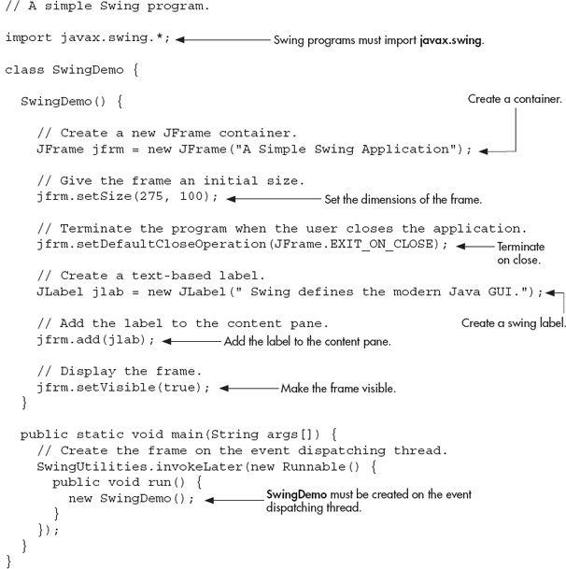 // A simple Swing program.
import javax.swing.*;
Swing programs must import javax.swing.
class SwingDemo {
SwingDemo() {
Create a container.
// Create a new JFrame container.
JFrame jfrm = new JFrame("A Simple Swing Application");
// Give the frame an initial size.
jfrm.setSize(275, 100);
Set the dimensions of the frame.
// Terminate the program when the user closes the application.
jfrm.setDefaultCloseOperation(JFrame.EXIT_ON_CLOSE);
Terminate
on close.
// Create a text-based label.
JLabel jlab = new JLabel(" Swing defines the modern Java GUI.");
Create a swing label.
// Add the label to the content pane.
jfrm.add(jlab);
Add the label to the content pane.
// Display the frame.
jfrm.setVisible(true);
Make the frame visible.
}
public static void main(String args[]) {
// Create the frame on the event dispatching thread.
SwingUtilities.invokeLater(new Runnable() {
public void run() {
new SwingDemo();
SwingDemo must be created on the event
dispatching thread.
}
});
}
}